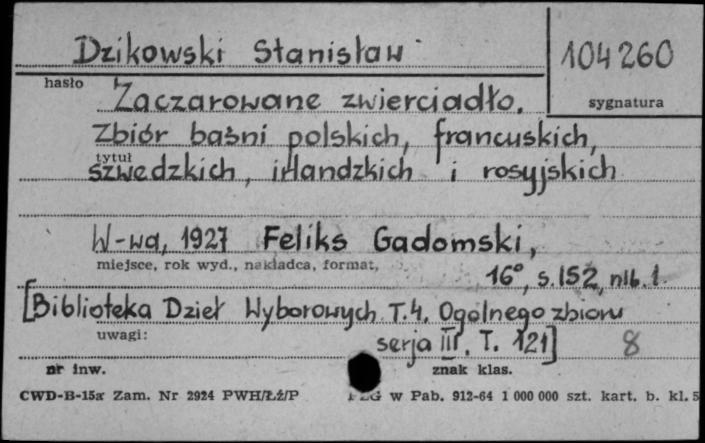 Dzikowski Stanisław
104260
hasło
sygnatura
Zaczarowane zwierciadło.
Zbiór baśni polskich, francuskich,
tytuł
szwedzkich, irlandzkich i rosyjskich
W-wa, 1927 Feliks Gadomski,
miejsce, rok wyd., nakładca, format,
16°, s. 152, nlb. 1.
[Biblioteka Dzieł Wyborowych T.4. Ogólnego zbioru
uwagi:
serja III, T. 121]
8
nr inw.
znak klas.
CWD-B-15a Zam. Nr 2924 PWH/ŁŻ/P
w Pab. 912-64 1 000 000 szt. kart. b. kl. 5